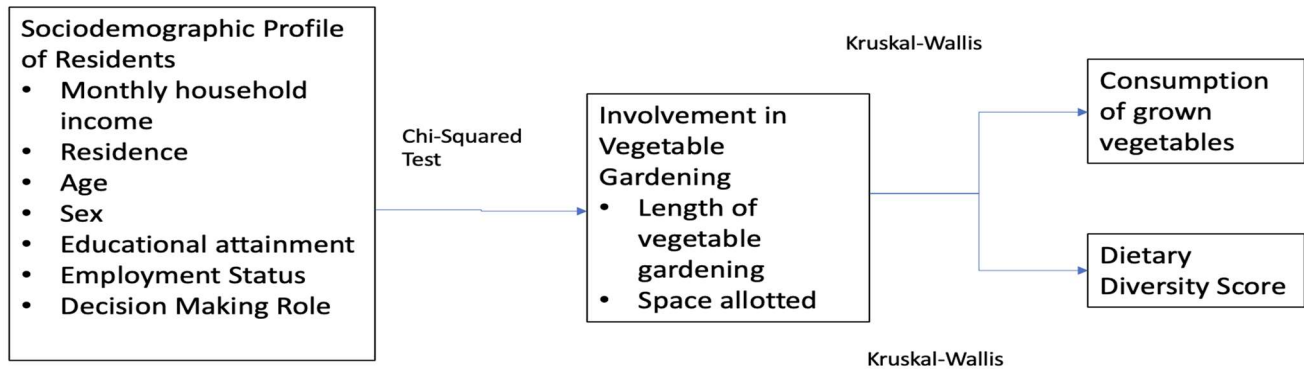 Sociodemographic Profile
of Residents
• Monthly household
income
• Residence
• Age
• Sex
• Educational attainment
• Employment Status
• Decision Making Role
Chi-Squared
Test
Involvement in
Vegetable
Gardening
• Length of
vegetable
gardening
• Space allotted
Kruskal-Wallis
Consumption
of grown
vegetables
Dietary
Diversity Score
Kruskal-Wallis